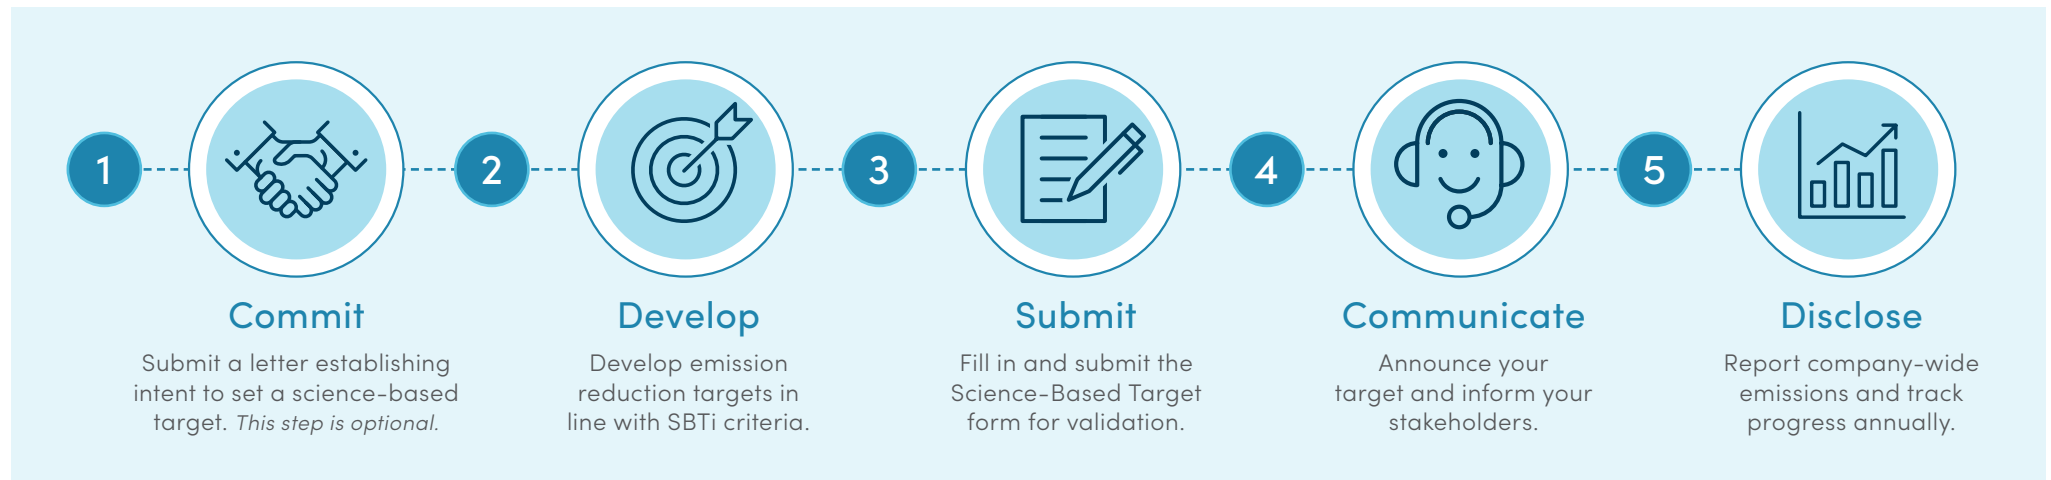 1
Commit
Submit a letter establishing
intent to set a science-based
target. This step is optional.
2
Develop
Develop emission
reduction targets in
line with SBTi criteria.
3
Submit
Fill in and submit the
Science-Based Target
form for validation.
4
Communicate
Announce your
target and inform your
stakeholders.
5
Disclose
Report company-wide
emissions and track
progress annually.